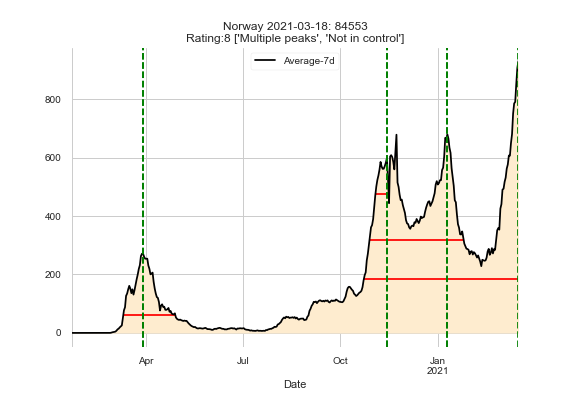 Norway 2021-03-18: 84553
Rating:8 ['Multiple peaks', 'Not in control']
Average-7d
800
600
400
200
0
Apr
Jul
Oct
Jan
2021
Date